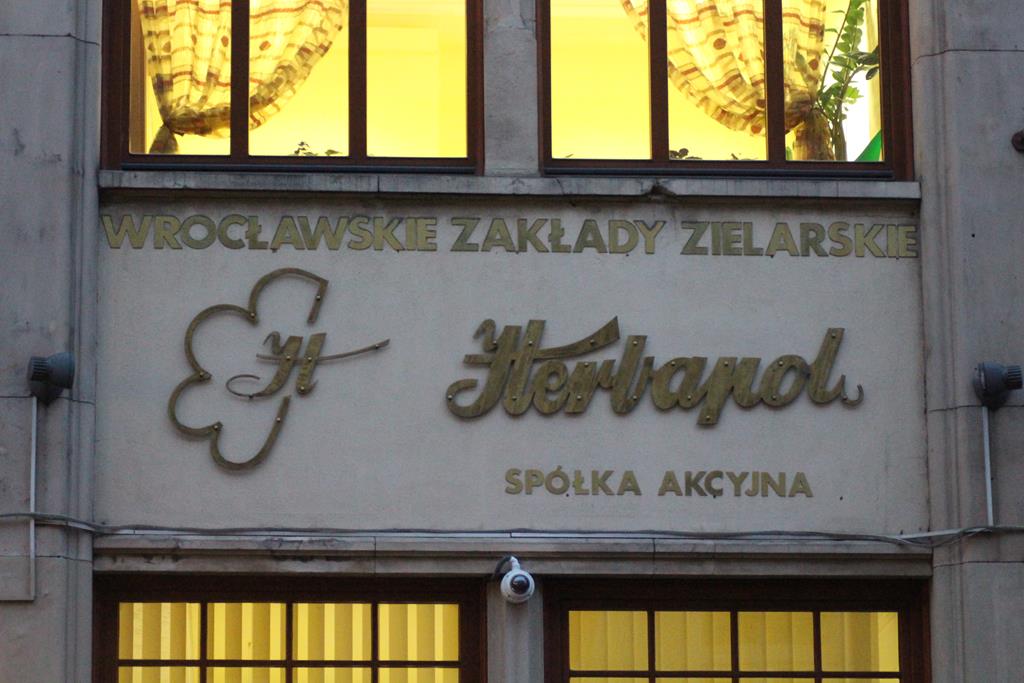 WROCŁAWSKIE ZAKŁADY ZIELARSKIE
H
Herbapol
SPÓŁKA AKCYJNA